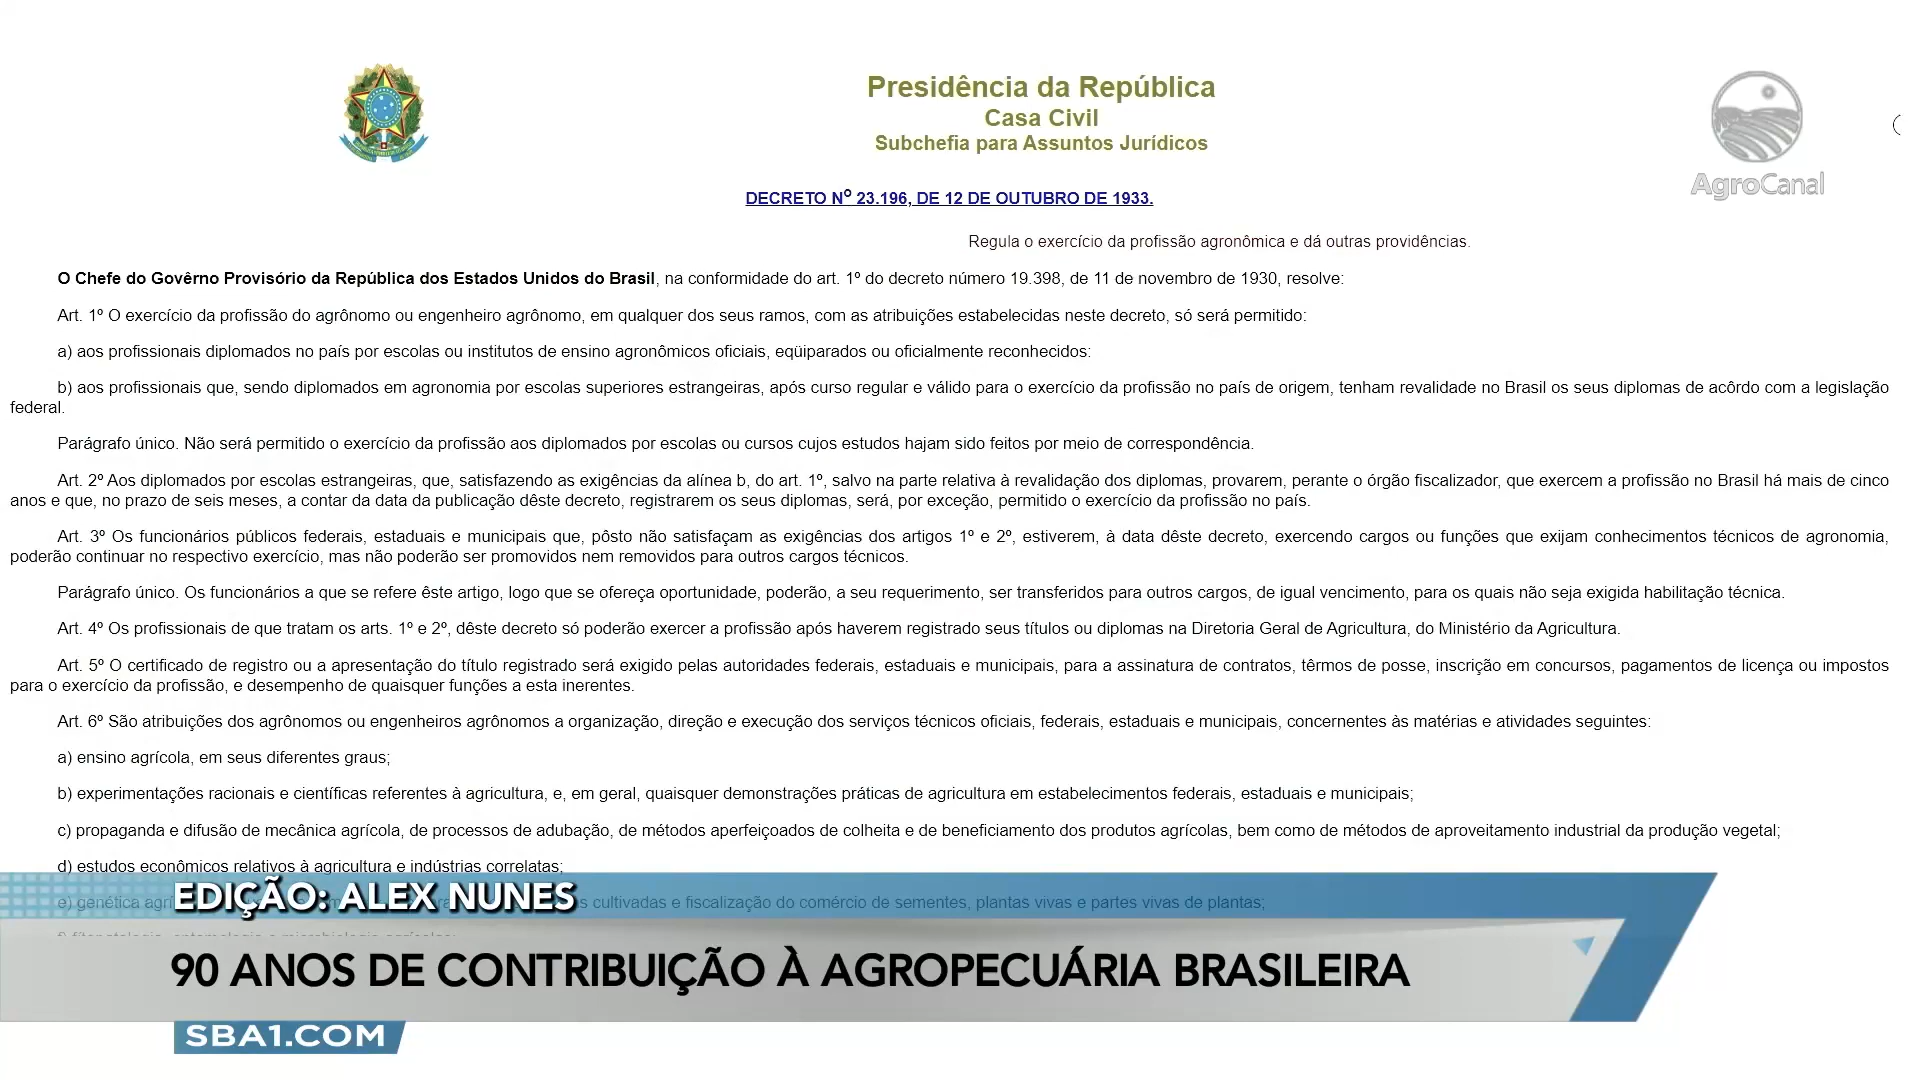 Presidência da República
Casa Civil
Subchefia para Assuntos Jurídicos
AgroCanal
DECRETO Nº 23.196, DE 12 DE OUTUBRO DE 1933.
Regula o exercício da profissão agronômica e dá outras providências.
O Chefe do Govêrno Provisório da República dos Estados Unidos do Brasil, na conformidade do art. 1º do decreto número 19.398, de 11 de novembro de 1930, resolve:
Art. 1º O exercício da profissão do agrônomo ou engenheiro agrônomo, em qualquer dos seus ramos, com as atribuições estabelecidas neste decreto, só será permitido:
a) aos profissionais diplomados no país por escolas ou institutos de ensino agronômicos oficiais, eqüiparados ou oficialmente reconhecidos:
b) aos profissionais que, sendo diplomados em agronomia por escolas superiores estrangeiras, após curso regular e válido para o exercício da profissão no país de origem, tenham revalidade no Brasil os seus diplomas de acôrdo com a legislação
federal.
Parágrafo único. Não será permitido o exercício da profissão aos diplomados por escolas ou cursos cujos estudos hajam sido feitos por meio de correspondência.
Art. 2º Aos diplomados por escolas estrangeiras, que, satisfazendo as exigências da alínea b, do art. 1º, salvo na parte relativa à revalidação dos diplomas, provarem, perante o órgão fiscalizador, que exercem a profissão no Brasil há mais de cinco
anos e que, no prazo de seis meses, a contar da data da publicação dêste decreto, registrarem os seus diplomas, será, por exceção, permitido o exercício da profissão no país.
Art. 3º Os funcionários públicos federais, estaduais e municipais que, pôsto não satisfaçam as exigências dos artigos 1º e 2º, estiverem, à data dêste decreto, exercendo cargos ou funções que exijam conhecimentos técnicos de agronomia,
poderão continuar no respectivo exercício, mas não poderão ser promovidos nem removidos para outros cargos técnicos.
Parágrafo único. Os funcionários a que se refere êste artigo, logo que se ofereça oportunidade, poderão, a seu requerimento, ser transferidos para outros cargos, de igual vencimento, para os quais não seja exigida habilitação técnica.
Art. 4º Os profissionais de que tratam os arts. 1º e 2º, dêste decreto só poderão exercer a profissão após haverem registrado seus títulos ou diplomas na Diretoria Geral de Agricultura, do Ministério da Agricultura.
Art. 5º O certificado de registro ou a apresentação do título registrado será exigido pelas autoridades federais, estaduais e municipais, para a assinatura de contratos, têrmos de posse, inscrição em concursos, pagamentos de licença ou impostos
para o exercício da profissão, e desempenho de quaisquer funções a esta inerentes.
Art. 6º São atribuições dos agrônomos ou engenheiros agrônomos a organização, direção e execução dos serviços técnicos oficiais, federais, estaduais e municipais, concernentes às matérias e atividades seguintes:
a) ensino agrícola, em seus diferentes graus;
b) experimentações racionais e científicas referentes à agricultura, e, em geral, quaisquer demonstrações práticas de agricultura em estabelecimentos federais, estaduais e municipais;
c) propaganda e difusão de mecânica agrícola, de processos de adubação, de métodos aperfeiçoados de colheita e de beneficiamento dos produtos agrícolas, bem como de métodos de aproveitamento industrial da produção vegetal;
d) estudos econômicos relativos à agricultura e indústrias correlatas;
e) genética cultivadas e fiscalização do comércio de sementes, plantas vivas e partes vivas de plantas;
EDIÇÃO: ALEX NUNES
90 ANOS DE CONTRIBUIÇÃO À AGROPECUÁRIA BRASILEIRA
SBA1.COM